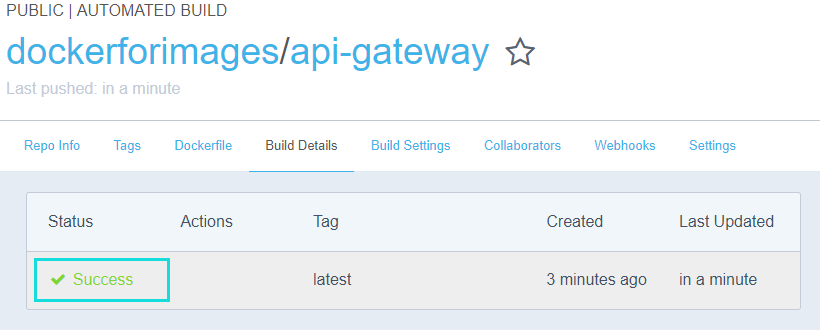 PUBLIC | AUTOMATED BUILD
dockerforimages/api-gateway
Last pushed: in a minute
Repo Info Tags Dockerfile Build Details Build Settings Collaborators Webhooks Settings
Status Actions Tag Created Last Updated
Success latest 3 minutes ago in a minute